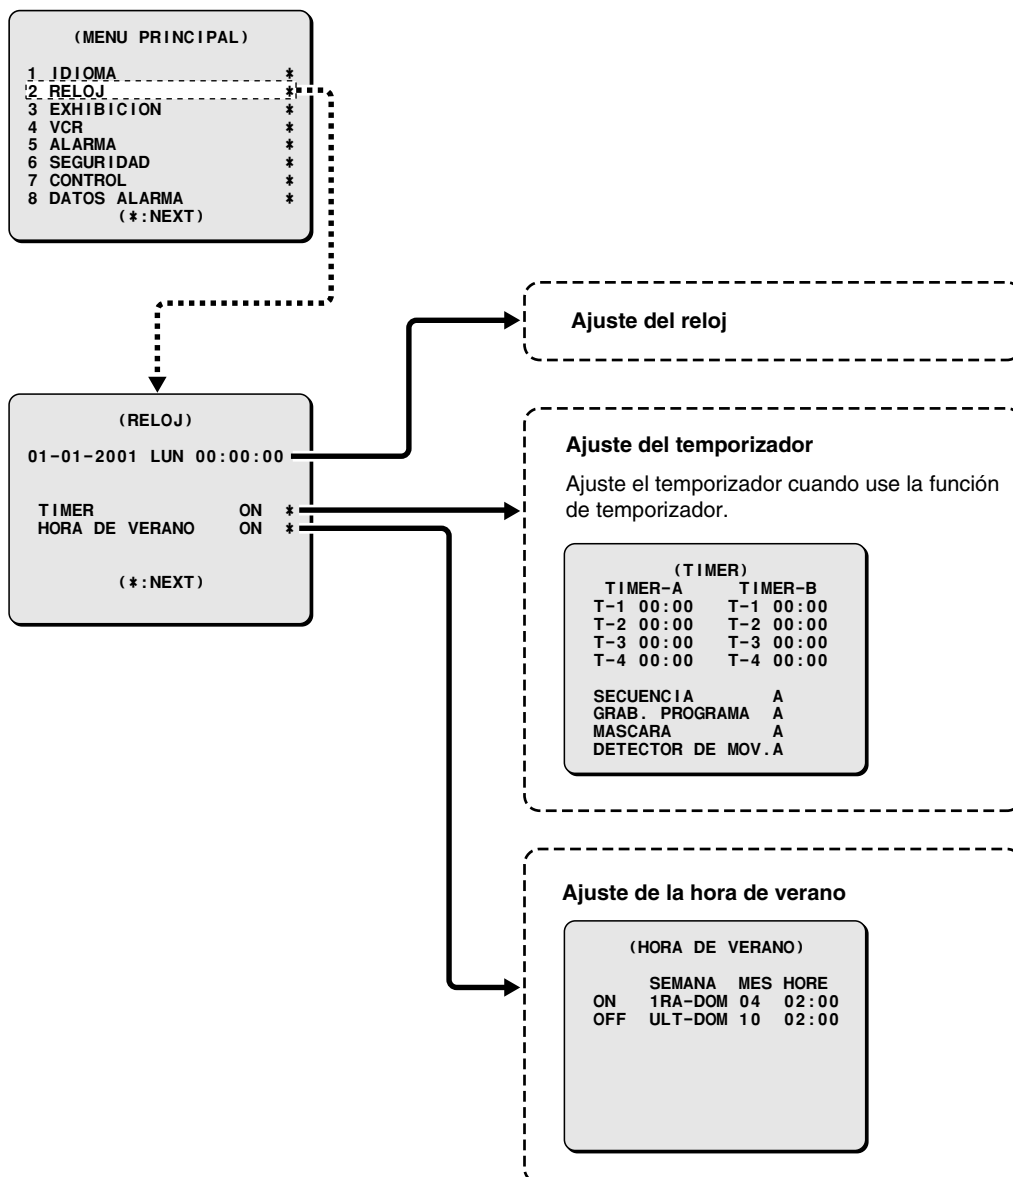 (MENU PRINCIPAL)
1 IDIOMA *
2 RELOJ *
3 EXHIBICION *
4 VCR *
5 ALARMA *
6 SEGURIDAD *
7 CONTROL *
8 DATOS ALARMA *
(*:NEXT)
Ajuste del reloj
(RELOJ)
01-01-2001 LUN 00:00:00
TIMER ON *
HORA DE VERANO ON *
(*:NEXT)
Ajuste del temporizador
Ajuste el temporizador cuando use la función
de temporizador.
(TIMER)
TIMER-A TIMER-B
T-1 00:00 T-1 00:00
T-2 00:00 T-2 00:00
T-3 00:00 T-3 00:00
T-4 00:00 T-4 00:00
SECUENCIA A
GRAB. PROGRAMA A
MASCARA A
DETECTOR DE MOV.A
Ajuste de la hora de verano
(HORA DE VERANO)
SEMANA MES HORE
ON 1RA-DOM 04 02:00
OFF ULT-DOM 10 02:00